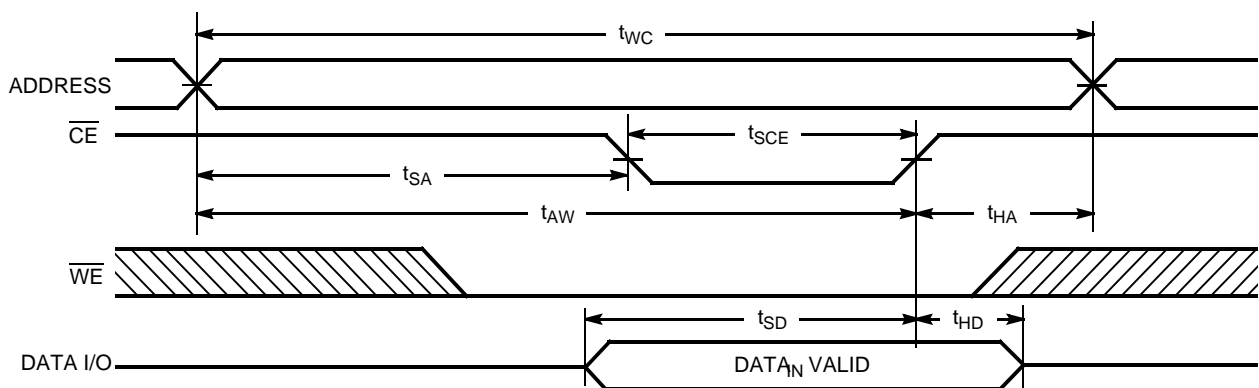 tWC
ADDRESS
CE
tSCE
tSA
tAW
tHA
WE
tSD
tHD
DATA I/O
DATAIN VALID